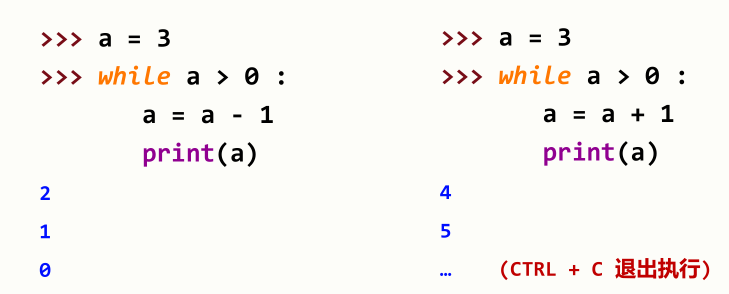 >>> a = 3
>>> while a > 0 :
a = a - 1
print(a)
2
1
0
>>> a = 3
>>> while a > 0 :
a = a + 1
print(a)
4
5
… (CTRL + C 退出执行)